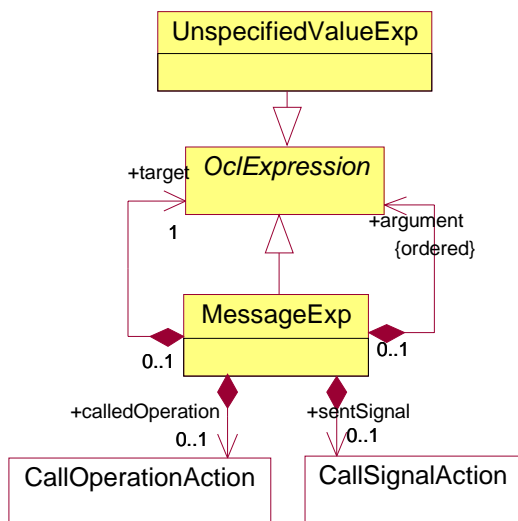 UnspecifiedValueExp
+target
OclExpression
1
+argument
{ordered}
MessageExp
0..1
0..1
+calledOperation
+sentSignal
0..1
0..1
CallOperationAction
CallSignalAction